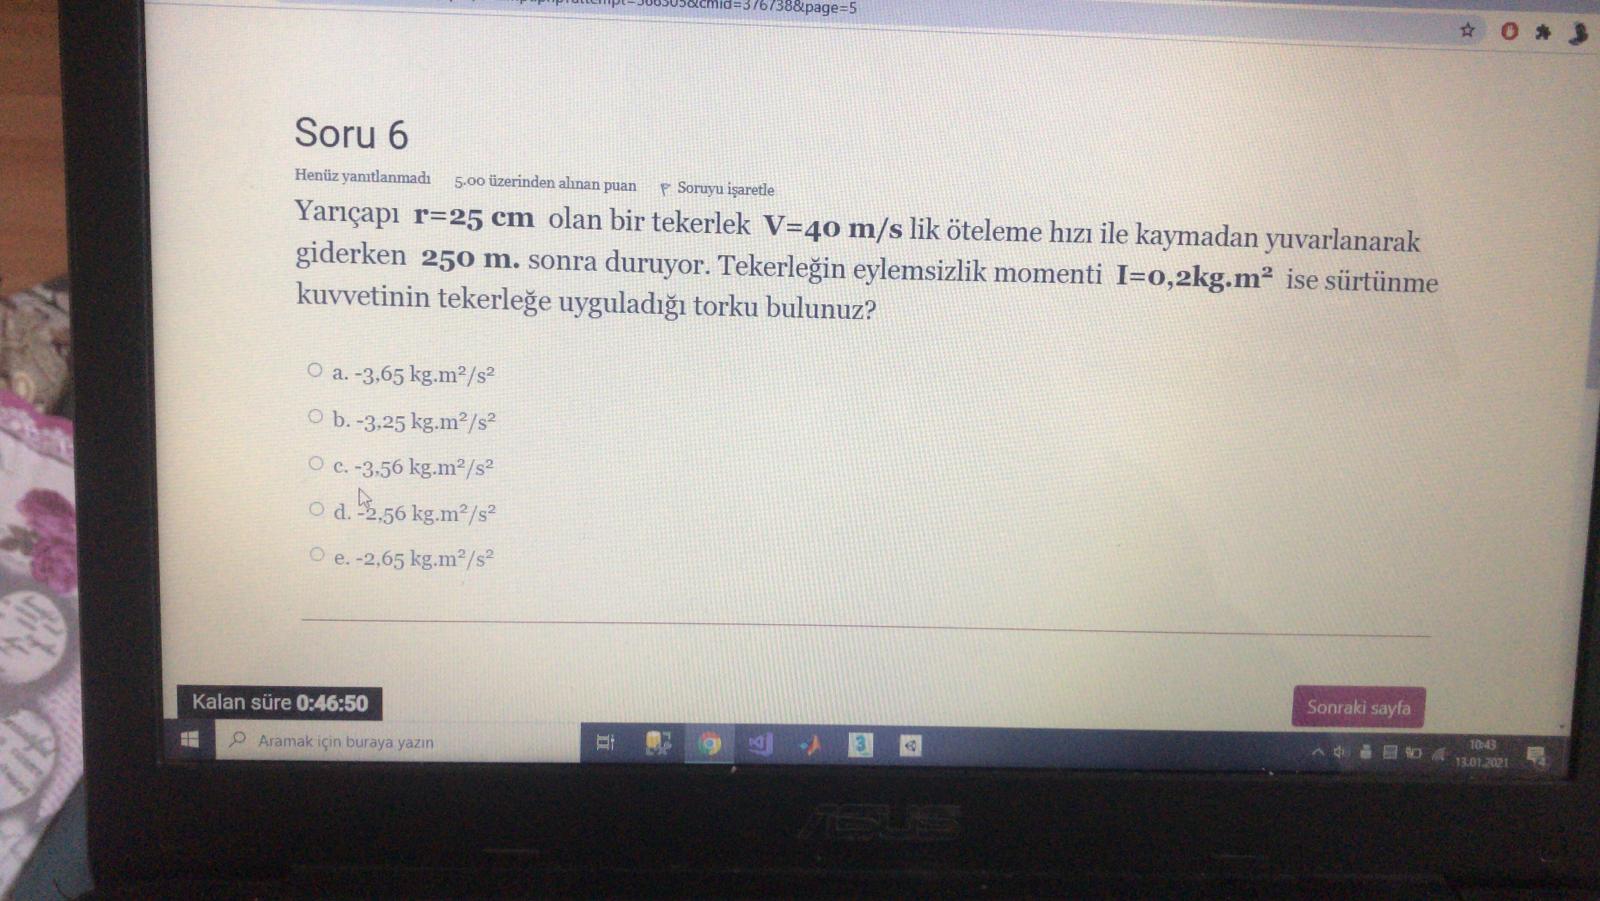 =566305&cmid=376738&page=5
Soru 6
Henüz yanıtlanmadı 5.00 üzerinden alınan puan Soruyu işaretle
Yarıçapı r=25 cm olan bir tekerlek V=40 m/s lik öteleme hızı ile kaymadan yuvarlanarak
giderken 250 m. sonra duruyor. Tekerleğin eylemsizlik momenti I=0,2kg.m² ise sürtünme
kuvvetinin tekerleğe uyguladığı torku bulunuz?
a. -3,65 kg.m²/s²
b. -3,25 kg.m²/s²
c. -3,56 kg.m²/s²
d. -2,56 kg.m²/s²
e. -2,65 kg.m²/s²
Kalan süre 0:46:50
Sonraki sayfa
Aramak için buraya yazın
3
10:43
13.01.2021
4
ASUS